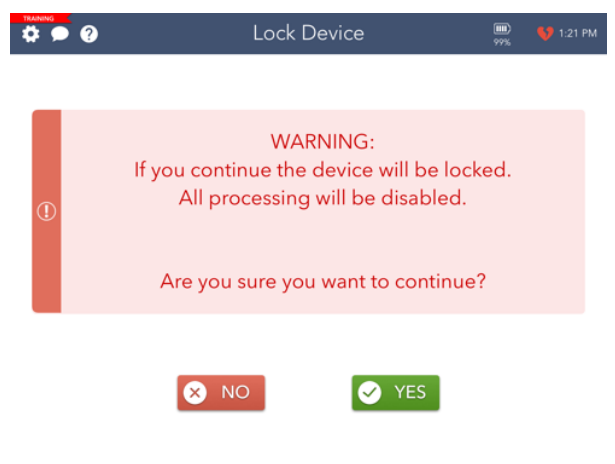 TRAINING
Lock Device
99%
1:21 PM
WARNING:
If you continue the device will be locked.
All processing will be disabled.
Are you sure you want to continue?
NO
YES